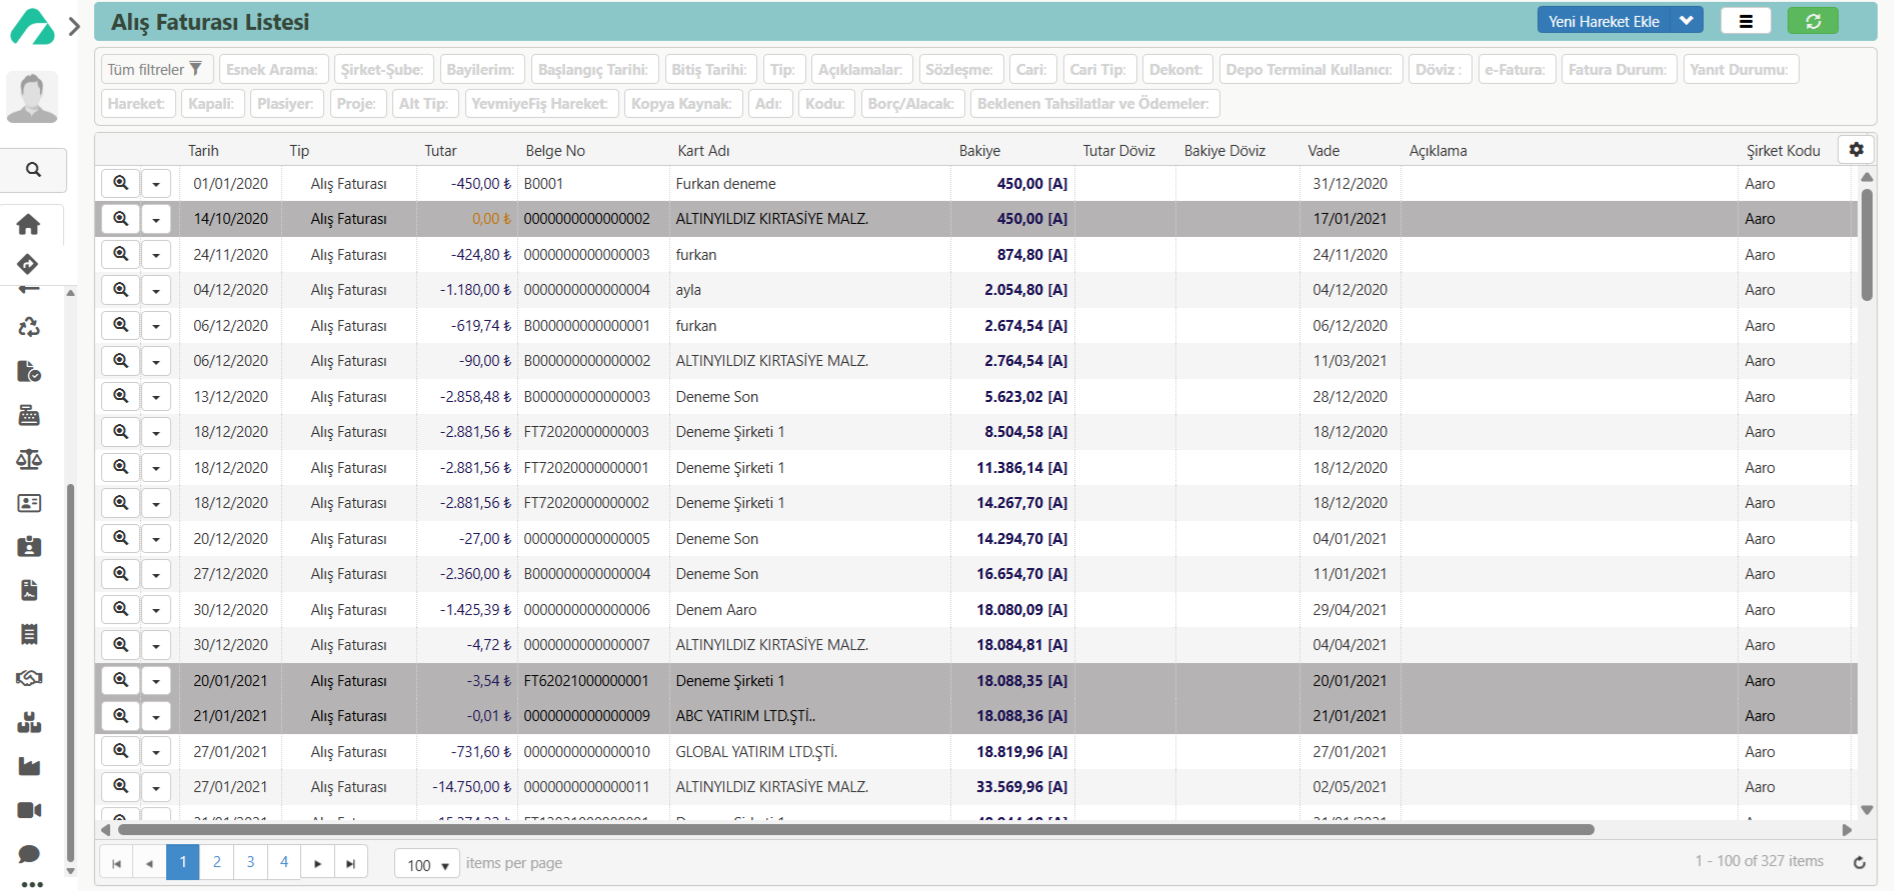 Alış Faturası Listesi
Yeni Hareket Ekle
Tüm filtreler Esnek Arama: Şirket-Şube: Bayilerim: Başlangıç Tarihi: Bitiş Tarihi: Tip: Açıklamalar: Sözleşme: Cari: Cari Tip: Dekont: Depo Terminal Kullanıcı: Döviz : e-Fatura: Fatura Durum: Yanıt Durumu:
Hareket: Kapali: Plasiyer: Proje: Alt Tip: YevmiyeFiş Hareket: Kopya Kaynak: Adı: Kodu: Borç/Alacak: Beklenen Tahsilatlar ve Ödemeler:
Tarih Tip Tutar Belge No Kart Adı Bakiye Tutar Döviz Bakiye Döviz Vade Açıklama Şirket Kodu
01/01/2020 Alış Faturası -450,00 ₺ B0001 Furkan deneme 450,00 [A] 31/12/2020 Aaro
14/10/2020 Alış Faturası 0,00 ₺ 0000000000000002 ALTINYILDIZ KIRTASİYE MALZ. 450,00 [A] 17/01/2021 Aaro
24/11/2020 Alış Faturası -424,80 ₺ 0000000000000003 furkan 874,80 [A] 24/11/2020 Aaro
04/12/2020 Alış Faturası -1.180,00 ₺ 0000000000000004 ayla 2.054,80 [A] 04/12/2020 Aaro
06/12/2020 Alış Faturası -619,74 ₺ B000000000000001 furkan 2.674,54 [A] 06/12/2020 Aaro
06/12/2020 Alış Faturası -90,00 ₺ B000000000000002 ALTINYILDIZ KIRTASİYE MALZ. 2.764,54 [A] 11/03/2021 Aaro
13/12/2020 Alış Faturası -2.858,48 ₺ B000000000000003 Deneme Son 5.623,02 [A] 28/12/2020 Aaro
18/12/2020 Alış Faturası -2.881,56 ₺ FT72020000000003 Deneme Şirketi 1 8.504,58 [A] 18/12/2020 Aaro
18/12/2020 Alış Faturası -2.881,56 ₺ FT72020000000001 Deneme Şirketi 1 11.386,14 [A] 18/12/2020 Aaro
18/12/2020 Alış Faturası -2.881,56 ₺ FT72020000000002 Deneme Şirketi 1 14.267,70 [A] 18/12/2020 Aaro
20/12/2020 Alış Faturası -27,00 ₺ 0000000000000005 Deneme Son 14.294,70 [A] 04/01/2021 Aaro
27/12/2020 Alış Faturası -2.360,00 ₺ B000000000000004 Deneme Son 16.654,70 [A] 11/01/2021 Aaro
30/12/2020 Alış Faturası -1.425,39 ₺ 0000000000000006 Denem Aaro 18.080,09 [A] 29/04/2021 Aaro
30/12/2020 Alış Faturası -4,72 ₺ 0000000000000007 ALTINYILDIZ KIRTASİYE MALZ. 18.084,81 [A] 04/04/2021 Aaro
20/01/2021 Alış Faturası -3,54 ₺ FT62021000000001 Deneme Şirketi 1 18.088,35 [A] 20/01/2021 Aaro
21/01/2021 Alış Faturası -0,01 ₺ 0000000000000009 ABC YATIRIM LTD.ŞTİ.. 18.088,36 [A] 21/01/2021 Aaro
27/01/2021 Alış Faturası -731,60 ₺ 0000000000000010 GLOBAL YATIRIM LTD.ŞTİ. 18.819,96 [A] 27/01/2021 Aaro
27/01/2021 Alış Faturası -14.750,00 ₺ 0000000000000011 ALTINYILDIZ KIRTASİYE MALZ. 33.569,96 [A] 02/05/2021 Aaro
1 2 3 4 100 items per page 1 - 100 of 327 items